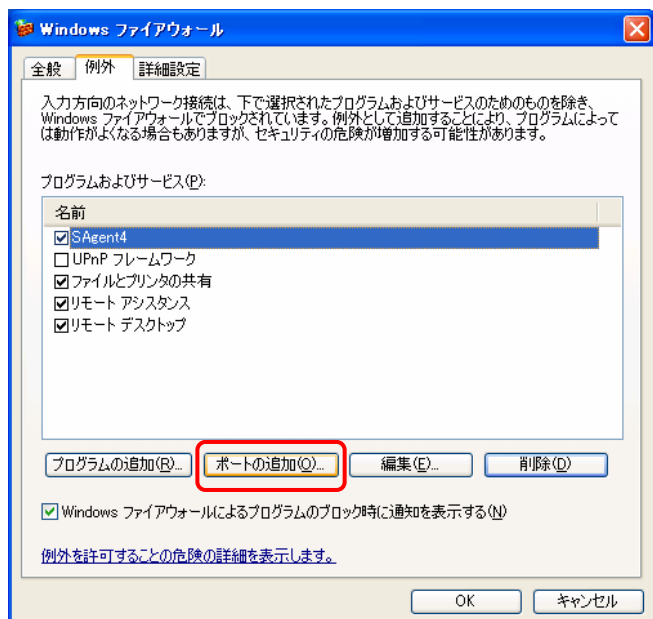 Windows ファイアウォール
全般 例外 詳細設定
入力方向のネットワーク接続は、下で選択されたプログラムおよびサービスのためのものを除き、
Windows ファイアウォールでブロックされています。例外として追加することにより、プログラムによって
は動作がよくなる場合もありますが、セキュリティの危険が増加する可能性があります。
プログラムおよびサービス(P):
名前
SAgent4
UPnP フレームワーク
ファイルとプリンタの共有
リモート アシスタンス
リモート デスクトップ
プログラムの追加(R)... ポートの追加(O)... 編集(E)... 削除(D)
Windows ファイアウォールによるプログラムのブロック時に通知を表示する(N)
例外を許可することの危険の詳細を表示します。
OK キャンセル